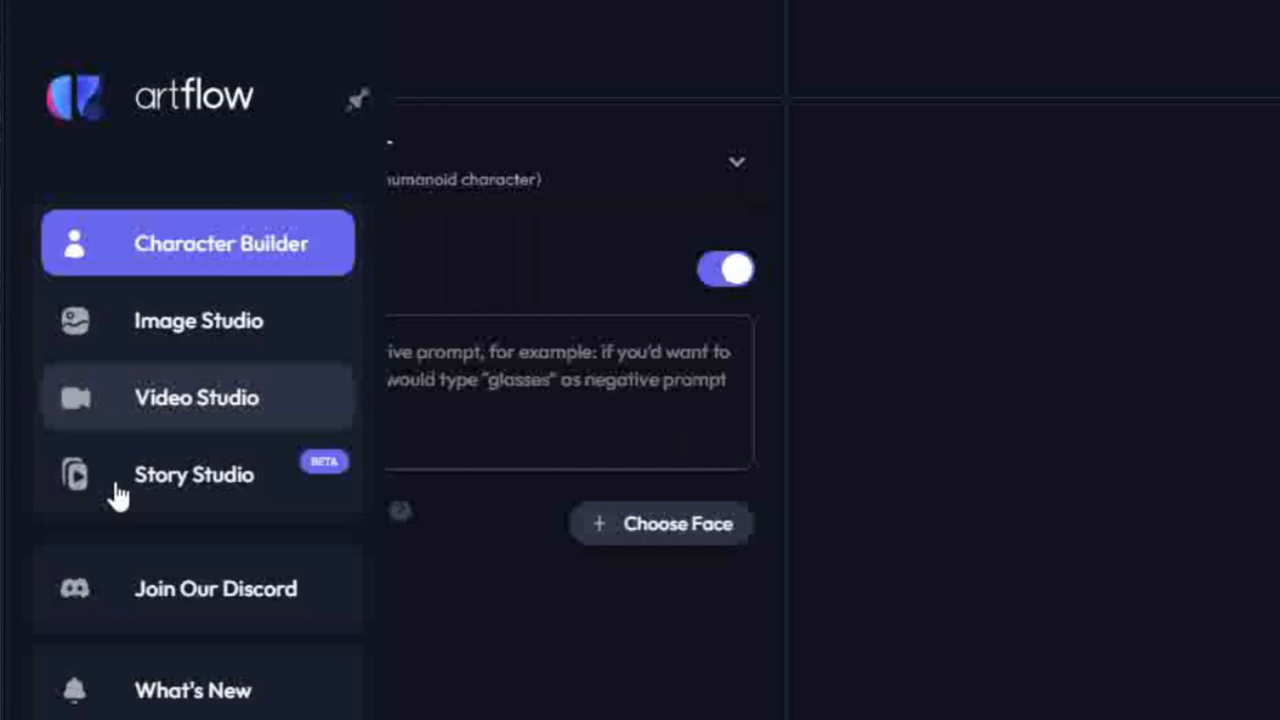 artflow
humanoid character)
Character Builder
Image Studio
ive prompt, for example: if you'd want to
would type "glasses" as negative prompt
Video Studio
Story Studio
BETA
+ Choose Face
Join Our Discord
What's New